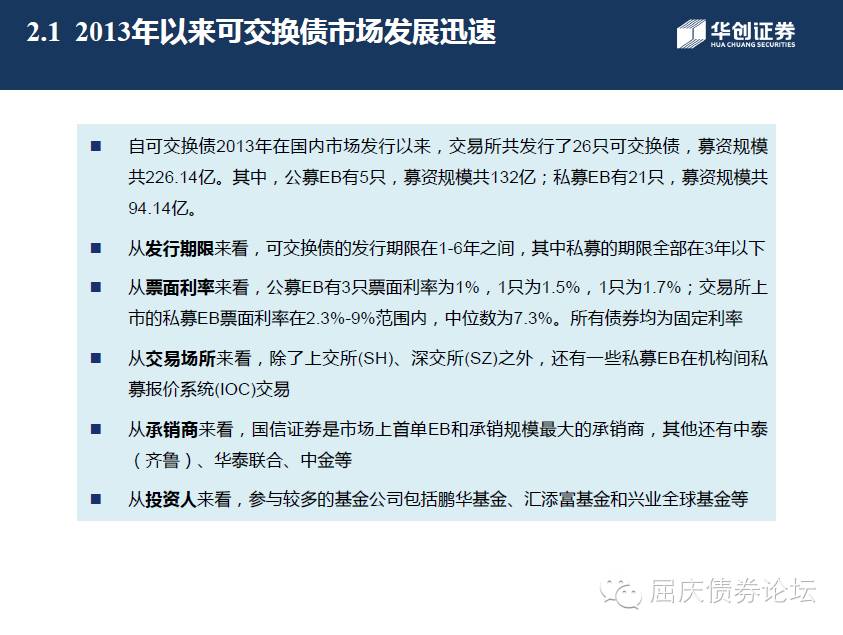 2.1 2013年以来可交换债市场发展迅速
华创证券
HUA CHUANG SECURITIES
■ 自可交换债2013年在国内市场发行以来，交易所共发行了26只可交换债，募资规模
共226.14亿。其中，公募EB有5只，募资规模共132亿；私募EB有21只，募资规模共
94.14亿。
■ 从发行期限来看，可交换债的发行期限在1-6年之间，其中私募的期限全部在3年以下
■ 从票面利率来看，公募EB有3只票面利率为1%，1只为1.5%，1只为1.7%；交易所上
市的私募EB票面利率在2.3%-9%范围内，中位数为7.3%。所有债券均为固定利率
■ 从交易场所来看，除了上交所(SH)、深交所(SZ)之外，还有一些私募EB在机构间私
募报价系统(IOC)交易
■ 从承销商来看，国信证券是市场上首单EB和承销规模最大的承销商，其他还有中泰
（齐鲁）、华泰联合、中金等
■ 从投资人来看，参与较多的基金公司包括鹏华基金、汇添富基金和兴业全球基金等
屈庆债券论坛